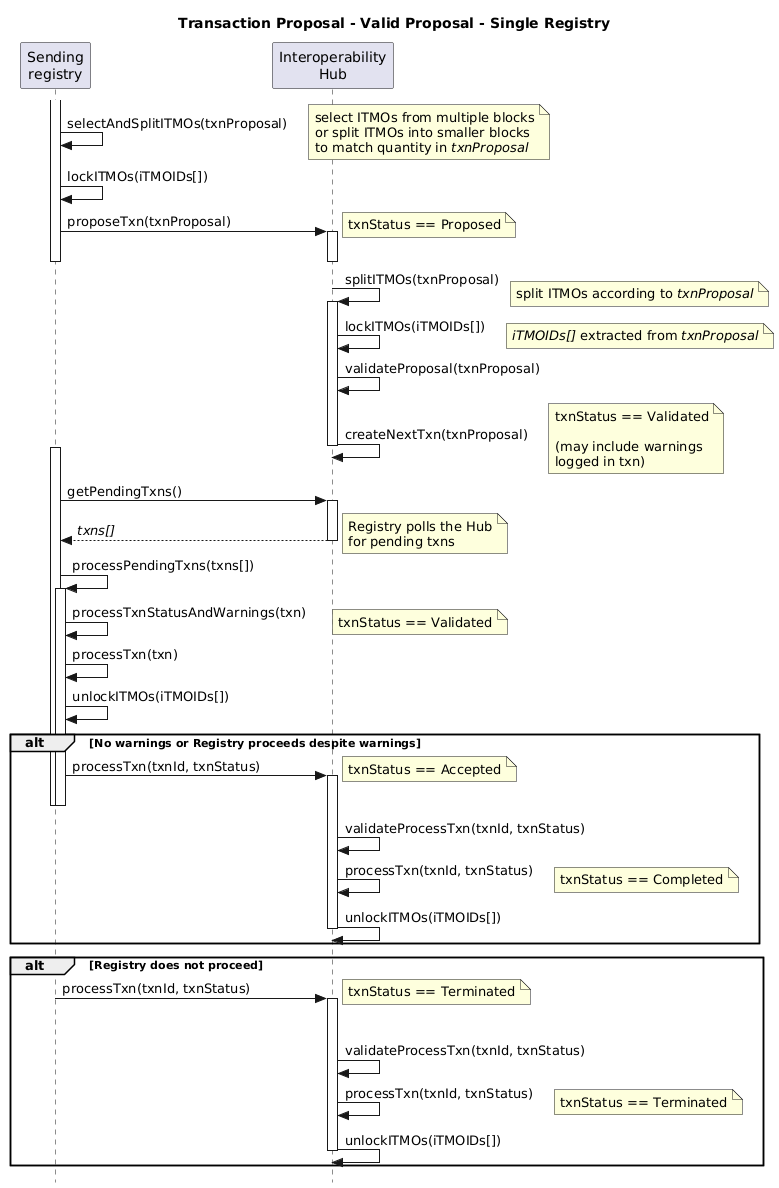 Transaction Proposal - Valid Proposal - Single Registry
Sending
registry
Interoperability
Hub
selectAndSplitITMOs(txnProposal)
select ITMOs from multiple blocks
or split ITMOs into smaller blocks
to match quantity in txnProposal
lockITMOs(iTMOIDs[])
proposeTxn(txnProposal)
txnStatus == Proposed
splitITMOs(txnProposal)
split ITMOs according to txnProposal
lockITMOs(iTMOIDs[])
iTMOIDs[] extracted from txnProposal
validateProposal(txnProposal)
createNextTxn(txnProposal)
txnStatus == Validated
(may include warnings
logged in txn)
getPendingTxns()
txns[]
Registry polls the Hub
for pending txns
processPendingTxns(txns[])
processTxnStatusAndWarnings(txn)
txnStatus == Validated
processTxn(txn)
unlockITMOs(iTMOIDs[])
alt
[No warnings or Registry proceeds despite warnings]
processTxn(txnId, txnStatus)
txnStatus == Accepted
validateProcessTxn(txnId, txnStatus)
processTxn(txnId, txnStatus)
txnStatus == Completed
unlockITMOs(iTMOIDs[])
alt
[Registry does not proceed]
processTxn(txnId, txnStatus)
txnStatus == Terminated
validateProcessTxn(txnId, txnStatus)
processTxn(txnId, txnStatus)
txnStatus == Terminated
unlockITMOs(iTMOIDs[])